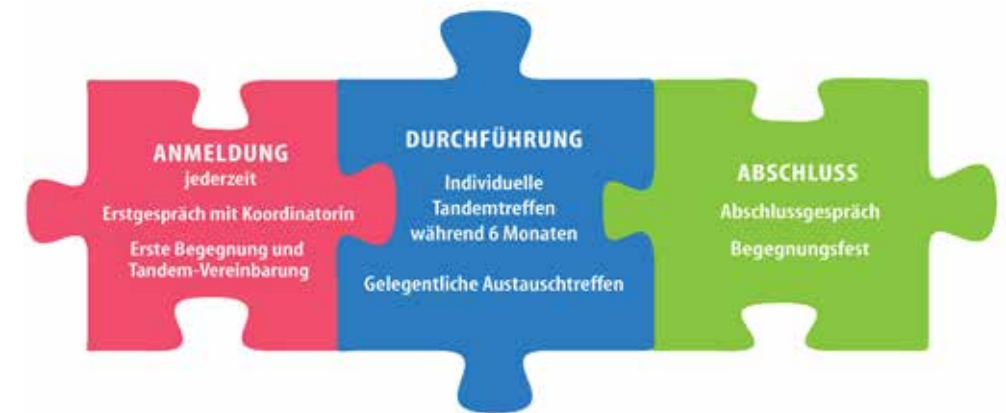 ANMELDUNG
jederzeit
Erstgespräch mit Koordinatorin
Erste Begegnung und
Tandem-Vereinbarung
DURCHFÜHRUNG
Individuelle
Tandemtreffen
während 6 Monaten
Gelegentliche Austauschtreffen
ABSCHLUSS
Abschlussgespräch
Begegnungsfest